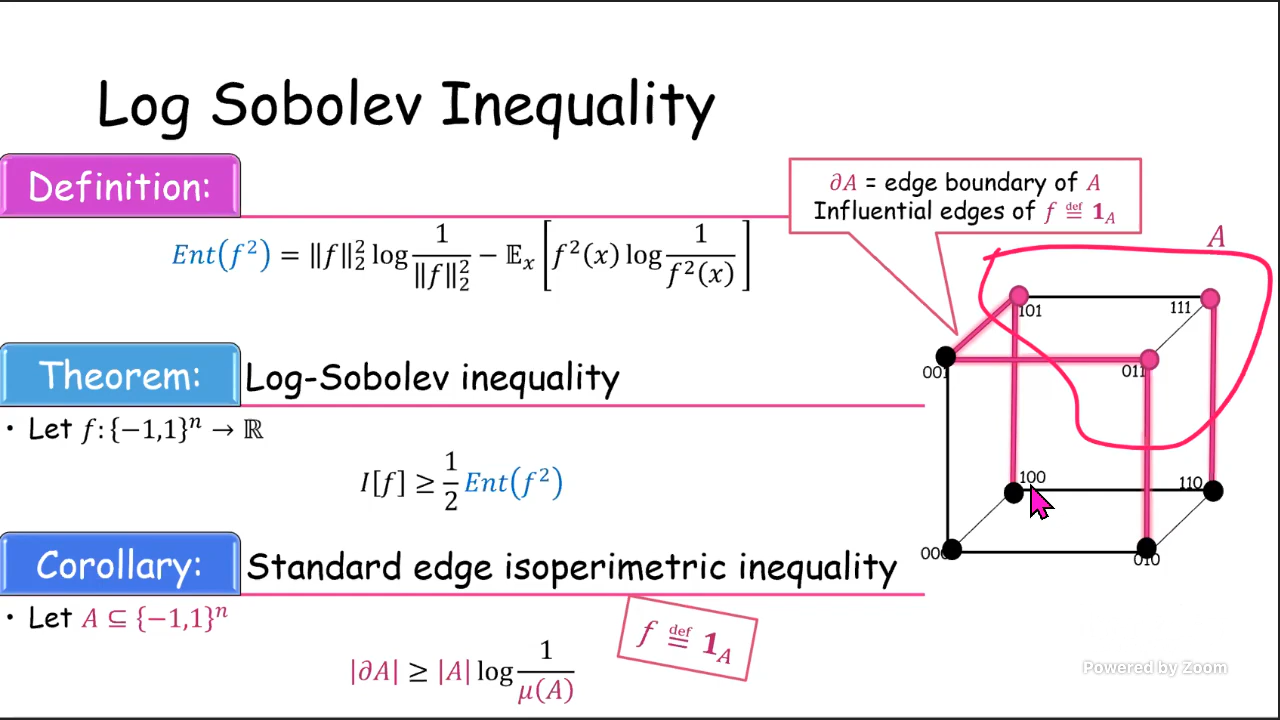 Log Sobolev Inequality
Definition:
∂A = edge boundary of A
Influential edges of f ≝ 𝟏_A
Ent(f²) = ‖f‖₂² log 1/‖f‖₂² − 𝔼ₓ [f²(x) log 1/f²(x)]
A
101
111
001
011
Theorem: Log-Sobolev inequality
• Let f: {−1,1}ⁿ → ℝ
I[f] ≥ 1/2 Ent(f²)
100
110
000
010
Corollary: Standard edge isoperimetric inequality
• Let A ⊆ {−1,1}ⁿ
f ≝ 𝟏_A
|∂A| ≥ |A| log 1/μ(A)
Powered by Zoom